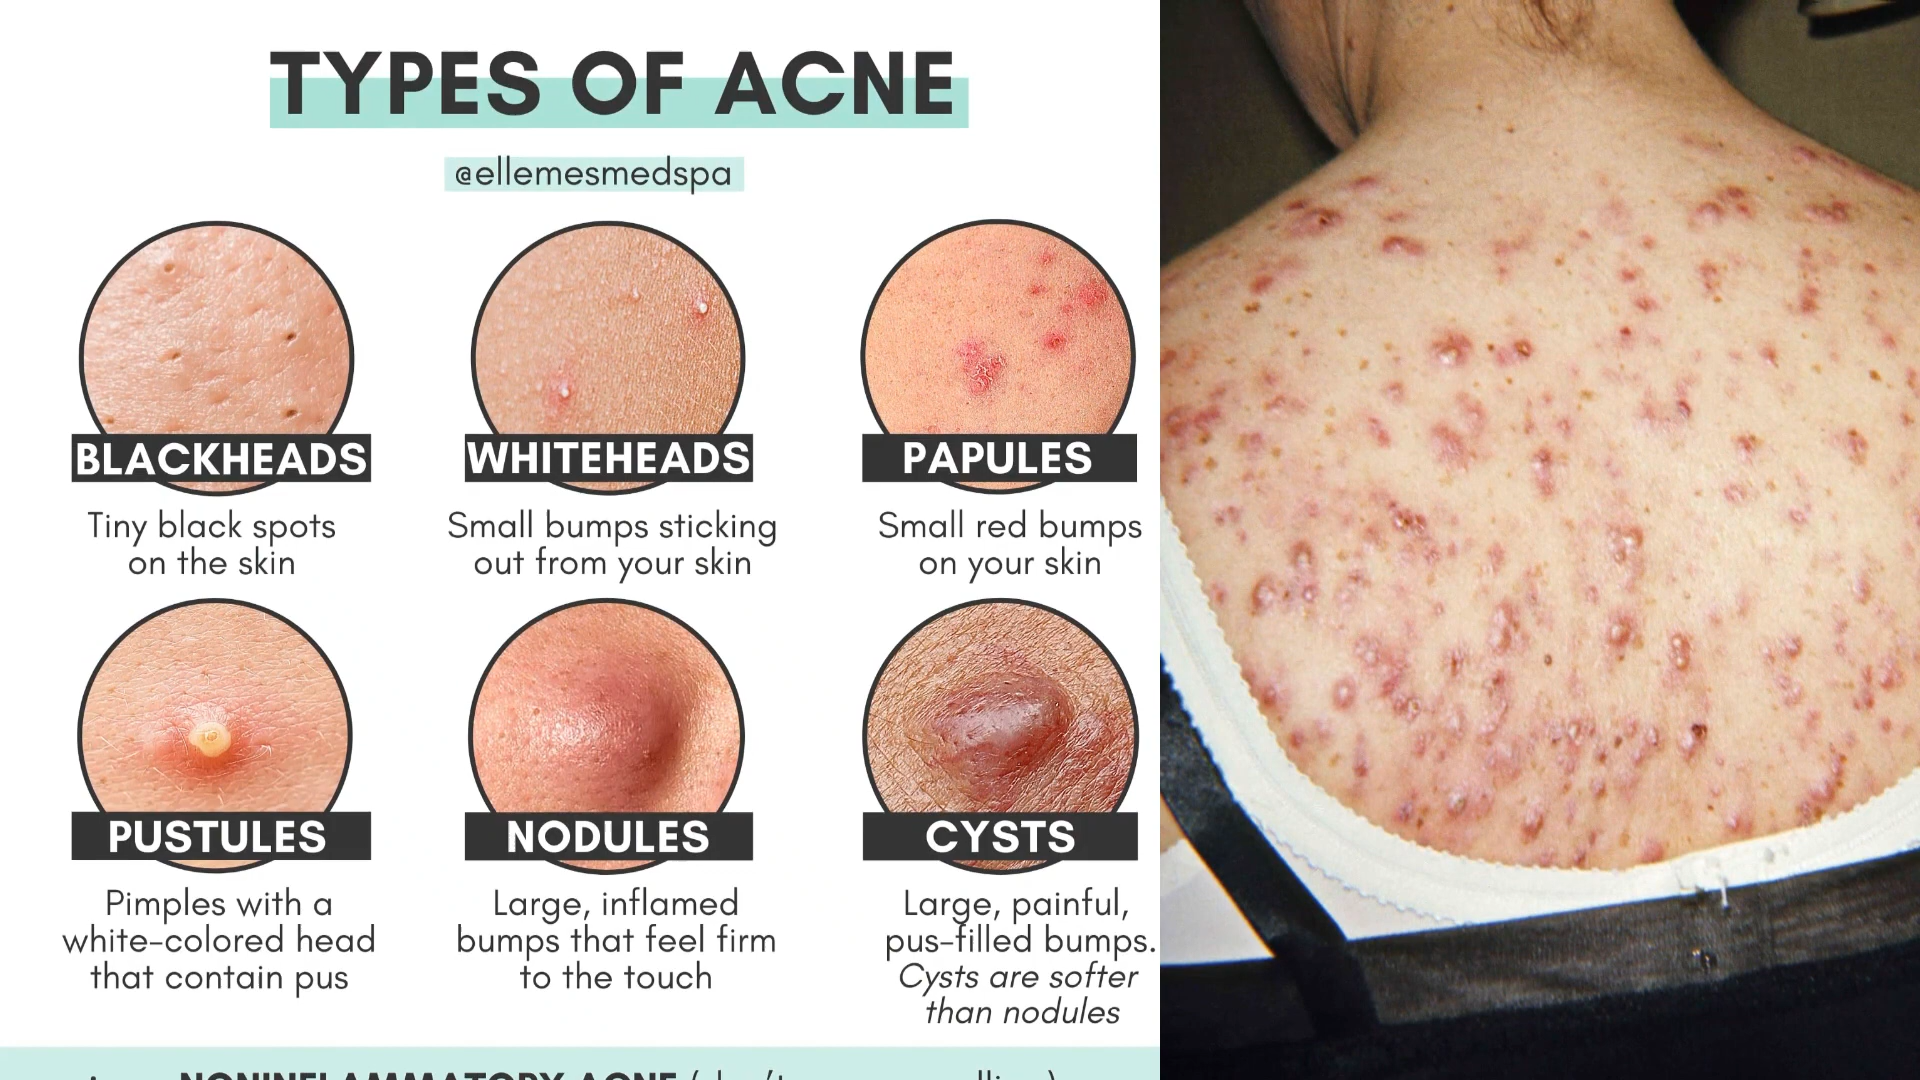 TYPES OF ACNE
@ellemesmedspa
BLACKHEADS
Tiny black spots
on the skin
WHITEHEADS
Small bumps sticking
out from your skin
PAPULES
Small red bumps
on your skin
PUSTULES
Pimples with a
white-colored head
that contain pus
NODULES
Large, inflamed
bumps that feel firm
to the touch
CYSTS
Large, painful,
pus-filled bumps.
Cysts are softer
than nodules
NONINFLAMMATORY ACNE